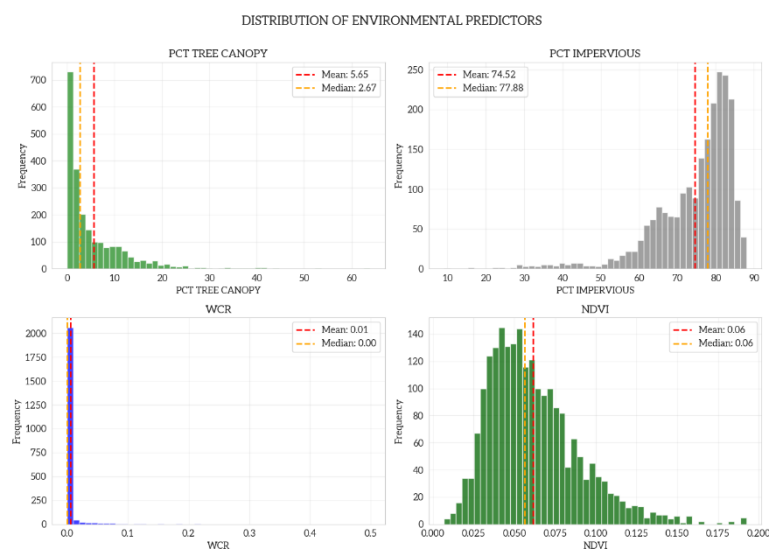 DISTRIBUTION OF ENVIRONMENTAL PREDICTORS
PCT TREE CANOPY
Mean: 5.65
Median: 2.67
Frequency
700
600
500
400
300
200
100
0
0 10 20 30 40 50 60
PCT TREE CANOPY
PCT IMPERVIOUS
Mean: 74.52
Median: 77.88
Frequency
250
200
150
100
50
0
10 20 30 40 50 60 70 80 90
PCT IMPERVIOUS
WCR
Mean: 0.01
Median: 0.00
Frequency
2000
1750
1500
1250
1000
750
500
250
0
0.0 0.1 0.2 0.3 0.4 0.5
WCR
NDVI
Mean: 0.06
Median: 0.06
Frequency
140
120
100
80
60
40
20
0
0.000 0.025 0.050 0.075 0.100 0.125 0.150 0.175 0.200
NDVI